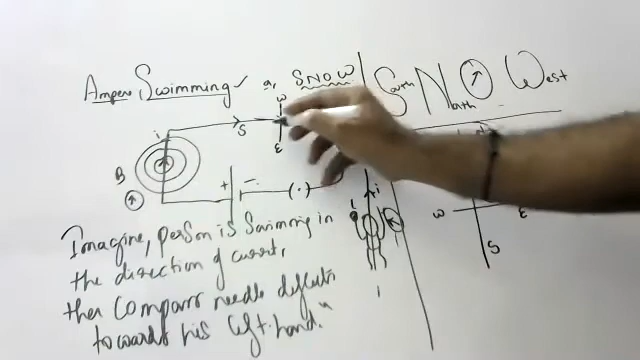 Ampere Swimming
a, SNOW
South North West
W
i
S
E
B
+ -
i
W E
S
Imagine, person is Swimming in
the direction of current,
then Compass needle deflects
towards his left hand."